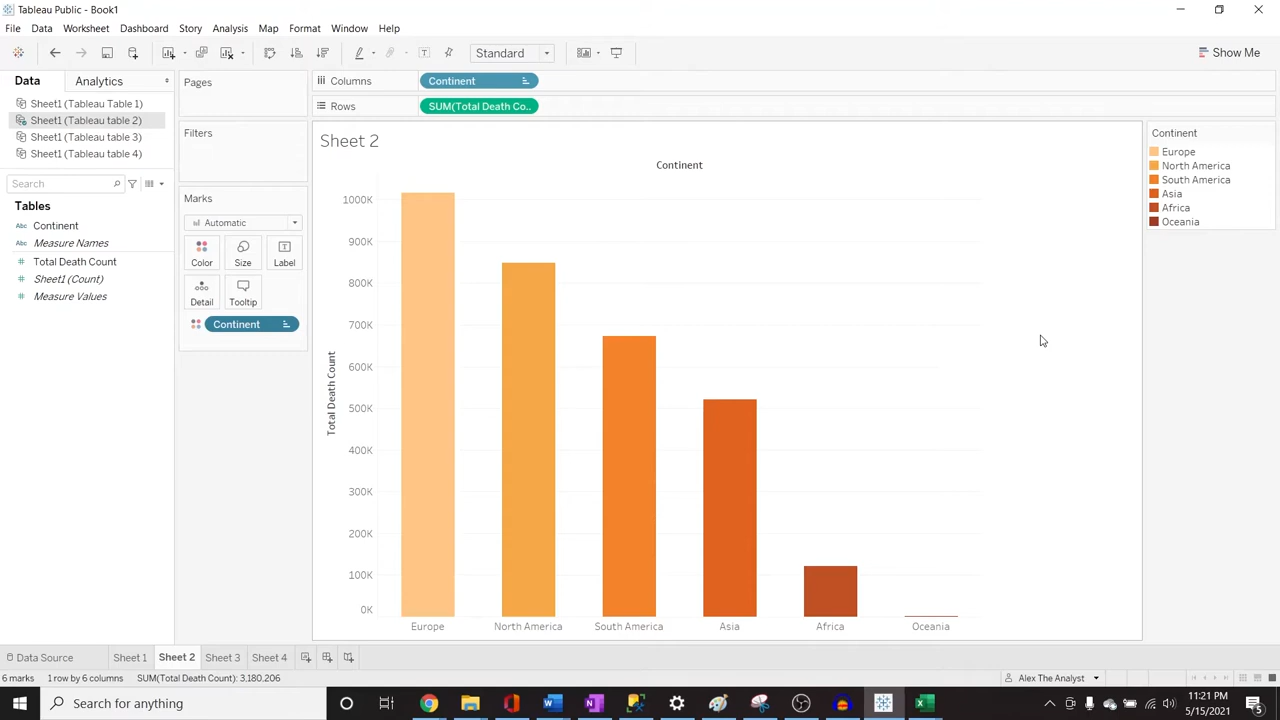 Tableau Public - Book1
File Data Worksheet Dashboard Story Analysis Map Format Window Help
Standard
Show Me
Data Analytics
Sheet1 (Tableau Table 1)
Sheet1 (Tableau table 2)
Sheet1 (Tableau table 3)
Sheet1 (Tableau table 4)
Search
Tables
Abc Continent
Abc Measure Names
# Total Death Count
# Sheet1 (Count)
# Measure Values
Pages
Filters
Marks
Automatic
Color Size Label
Detail Tooltip
Continent
Columns Continent
Rows SUM(Total Death Co..
Sheet 2
Continent
Total Death Count
1000K
900K
800K
700K
600K
500K
400K
300K
200K
100K
0K
Europe North America South America Asia Africa Oceania
Continent
Europe
North America
South America
Asia
Africa
Oceania
Data Source Sheet 1 Sheet 2 Sheet 3 Sheet 4
6 marks 1 row by 6 columns SUM(Total Death Count): 3,180,206
Alex The Analyst
Search for anything
11:21 PM
5/15/2021
5